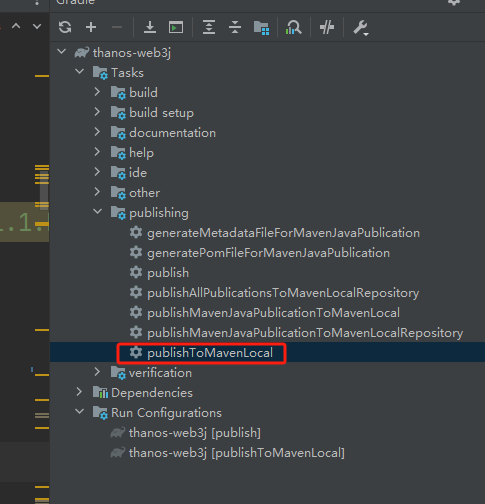 Gradle
thanos-web3j
Tasks
build
build setup
documentation
help
ide
other
publishing
generateMetadataFileForMavenJavaPublication
generatePomFileForMavenJavaPublication
publish
publishAllPublicationsToMavenLocalRepository
publishMavenJavaPublicationToMavenLocal
publishMavenJavaPublicationToMavenLocalRepository
publishToMavenLocal
verification
Dependencies
Run Configurations
thanos-web3j [publish]
thanos-web3j [publishToMavenLocal]